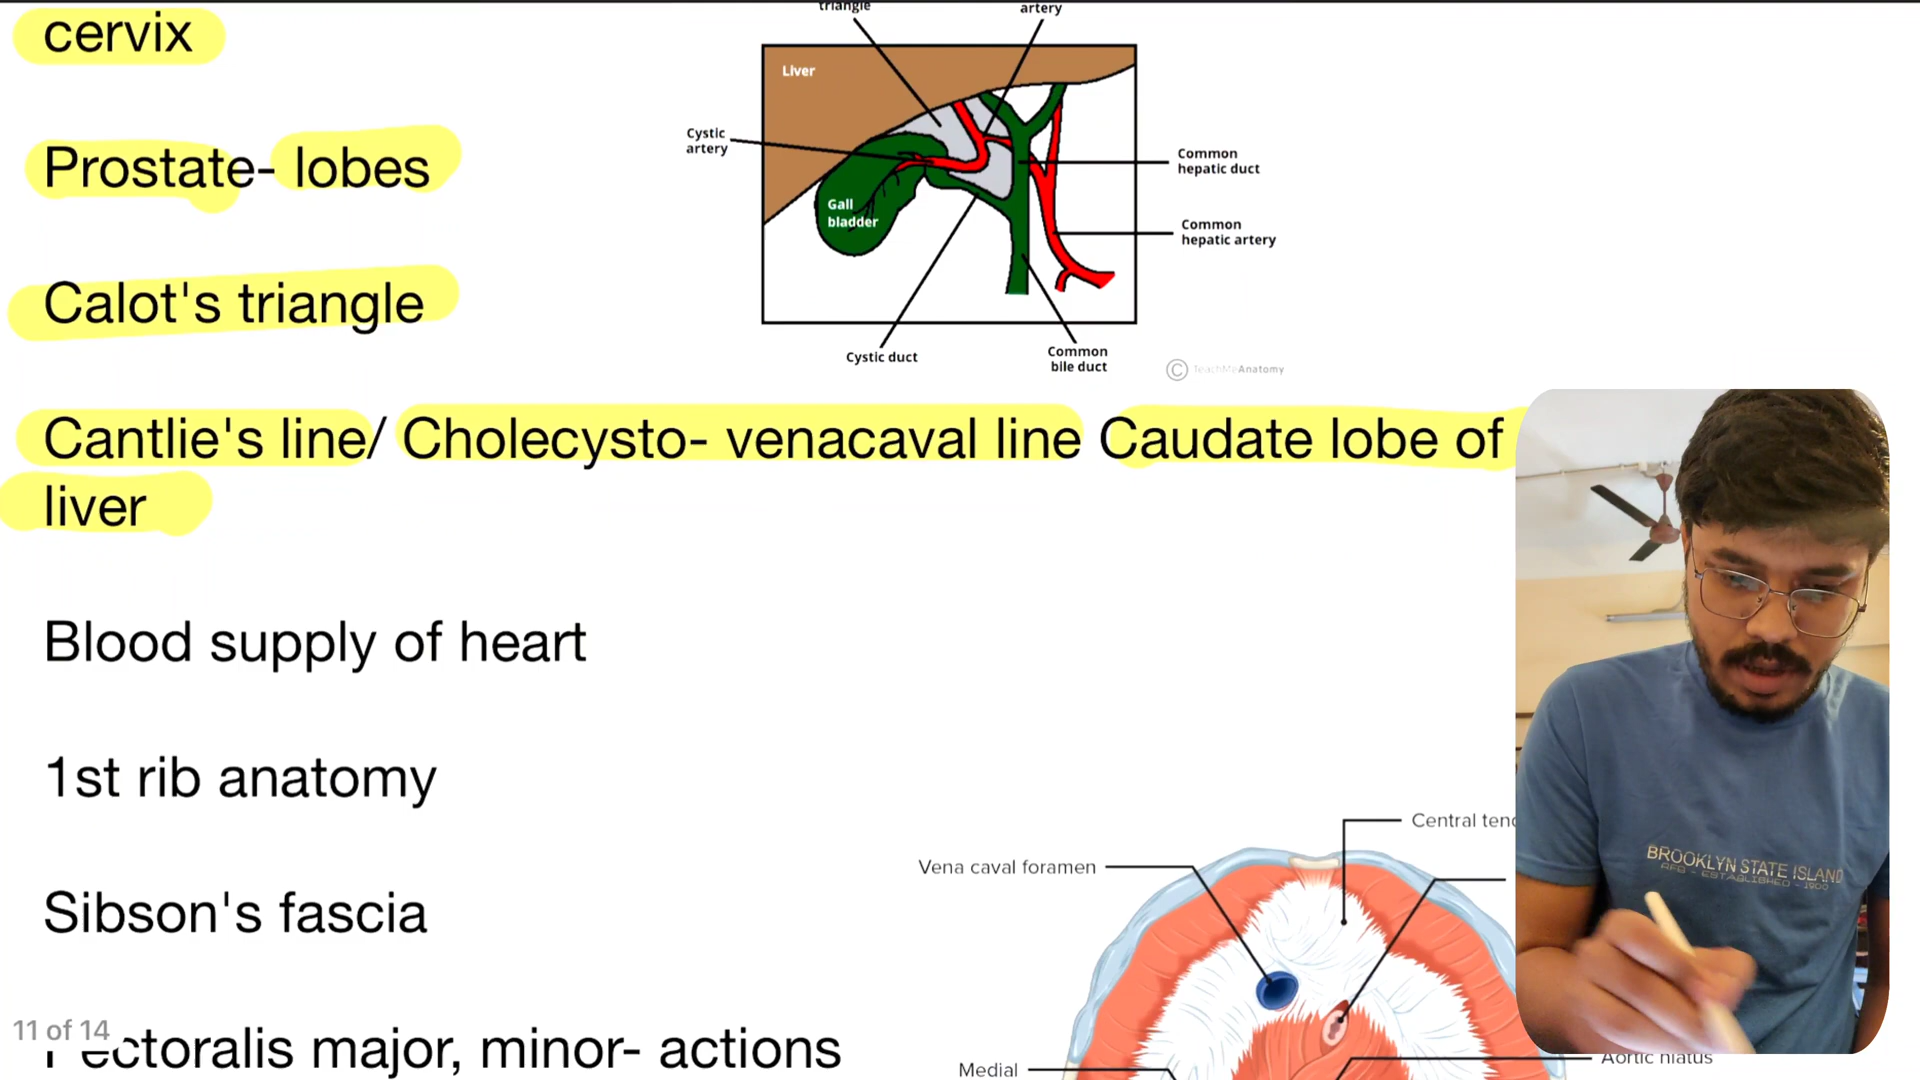 cervix
triangle
artery
Liver
Cystic
artery
Prostate- lobes
Common
hepatic duct
Gall
bladder
Common
hepatic artery
Calot's triangle
Cystic duct
Common
bile duct
© TeachMeAnatomy
Cantlie's line/ Cholecysto- venacaval line Caudate lobe of
liver
Blood supply of heart
1st rib anatomy
Central
Vena caval foramen
BROOKLYN STATE ISLAND
ESTABLISHED - 1900
Sibson's fascia
11 of 14
major, minor- actions
Medial
Aortic hiatus